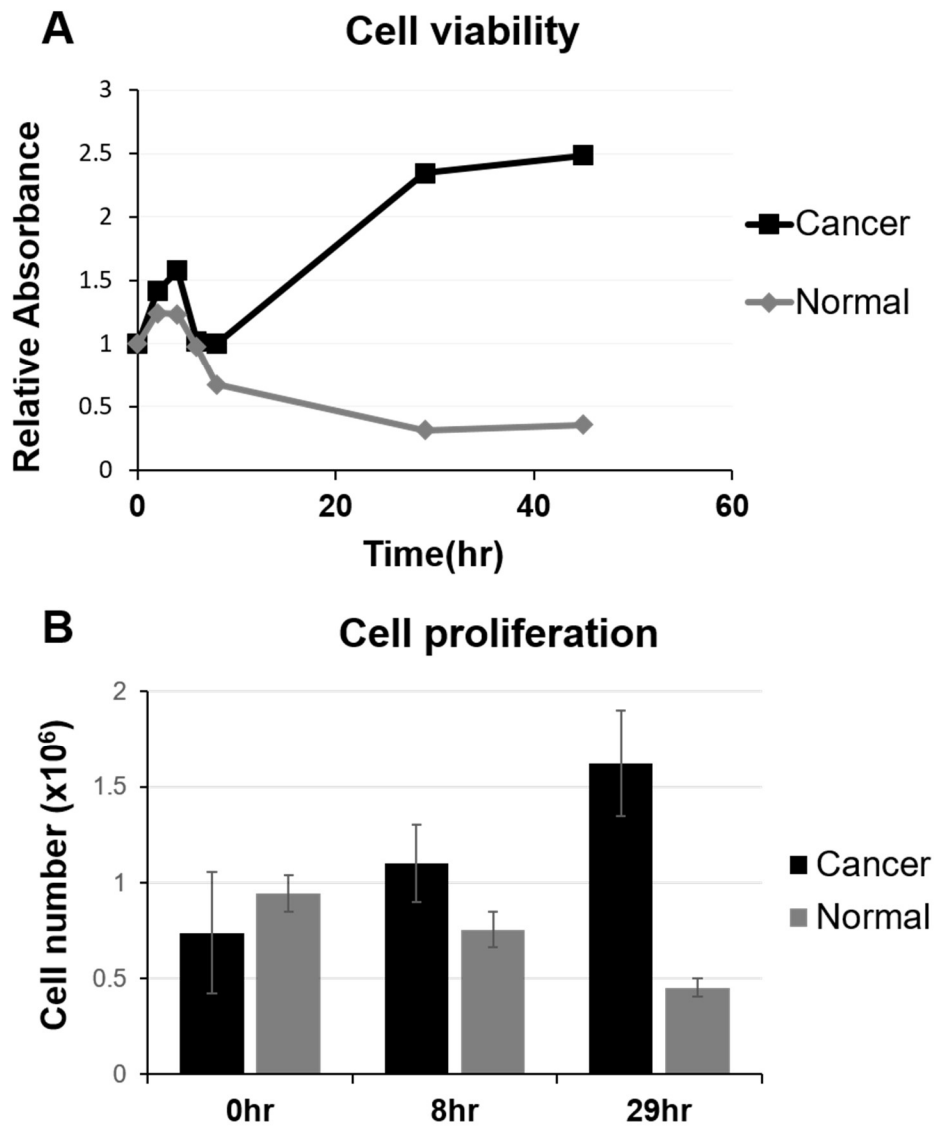 A
Cell viability
Relative Absorbance
3
2.5
2
1.5
1
0.5
0
0 20 40 60
Time(hr)
Cancer
Normal
B
Cell proliferation
Cell number (x10⁶)
2
1.5
1
0.5
0
0hr 8hr 29hr
Cancer
Normal